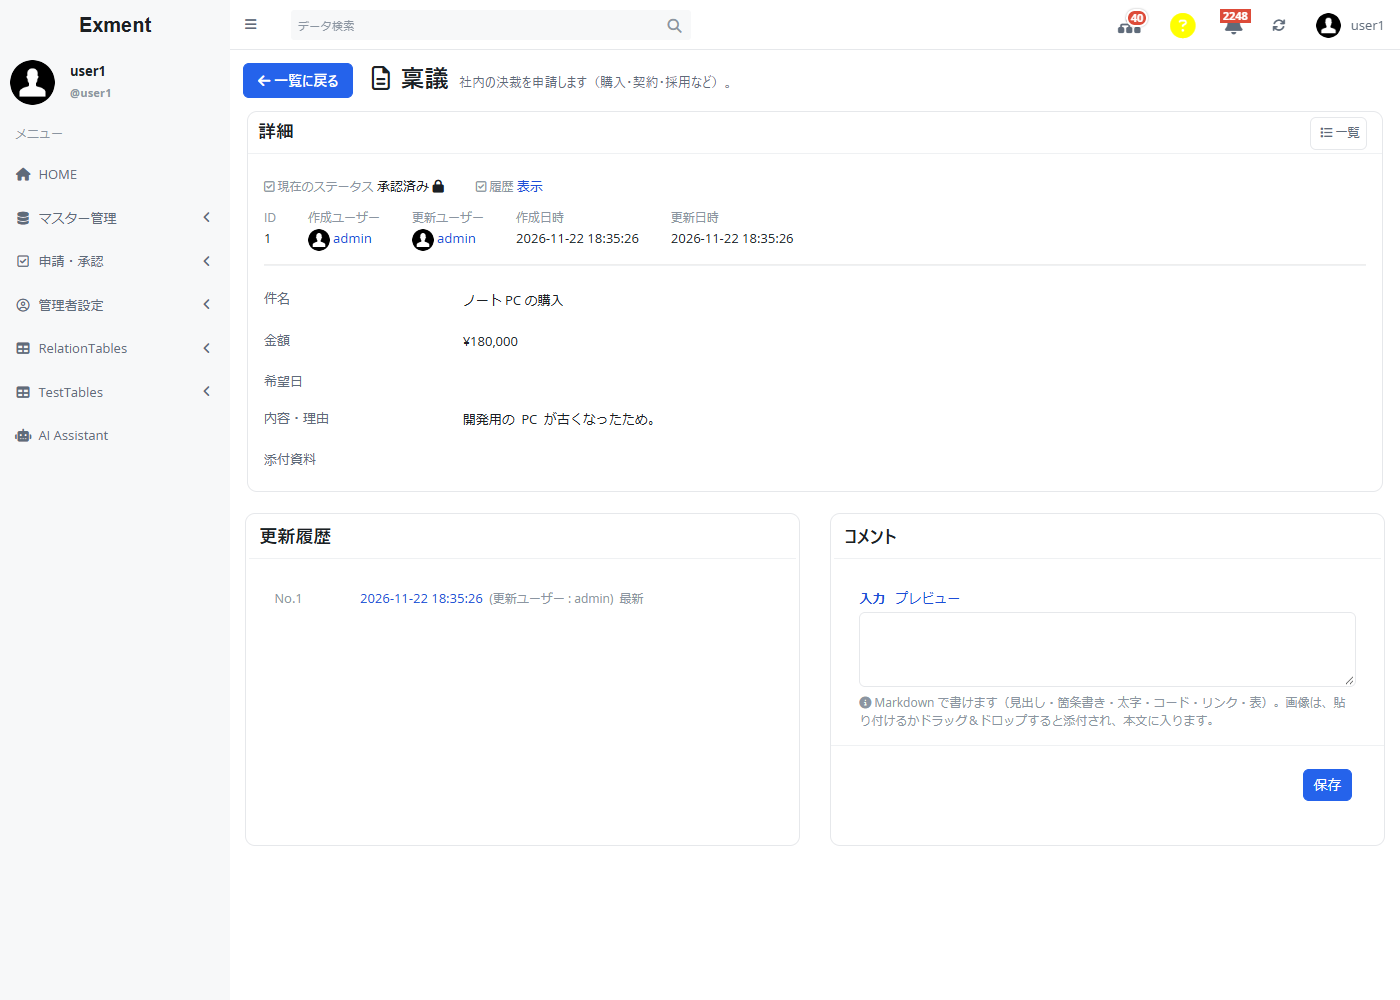 Exment
データ検索
40
?
2248
user1
user1
@user1
メニュー
HOME
マスター管理
申請・承認
管理者設定
RelationTables
TestTables
AI Assistant
一覧に戻る
稟議 社内の決裁を申請します（購入・契約・採用など）。
詳細
一覧
現在のステータス 承認済み 履歴 表示
ID 作成ユーザー 更新ユーザー 作成日時 更新日時
1 admin admin 2026-11-22 18:35:26 2026-11-22 18:35:26
件名 ノート PC の購入
金額 ¥180,000
希望日
内容・理由 開発用の PC が古くなったため。
添付資料
更新履歴
No.1 2026-11-22 18:35:26 (更新ユーザー : admin) 最新
コメント
入力 プレビュー
Markdown で書けます（見出し・箇条書き・太字・コード・リンク・表）。画像は、貼
り付けるかドラッグ＆ドロップすると添付され、本文に入ります。
保存